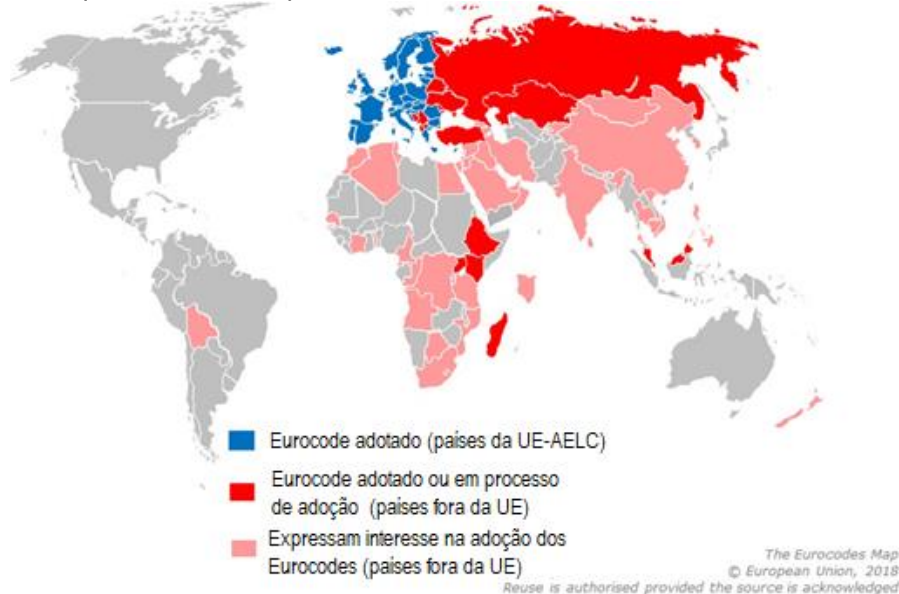 Eurocode adotado (países da UE-AELC)
Eurocode adotado ou em processo
de adoção (países fora da UE)
Expressam interesse na adoção dos
Eurocodes (países fora da UE)
The Eurocodes Map
© European Union, 2018
Reuse is authorised provided the source is acknowledged